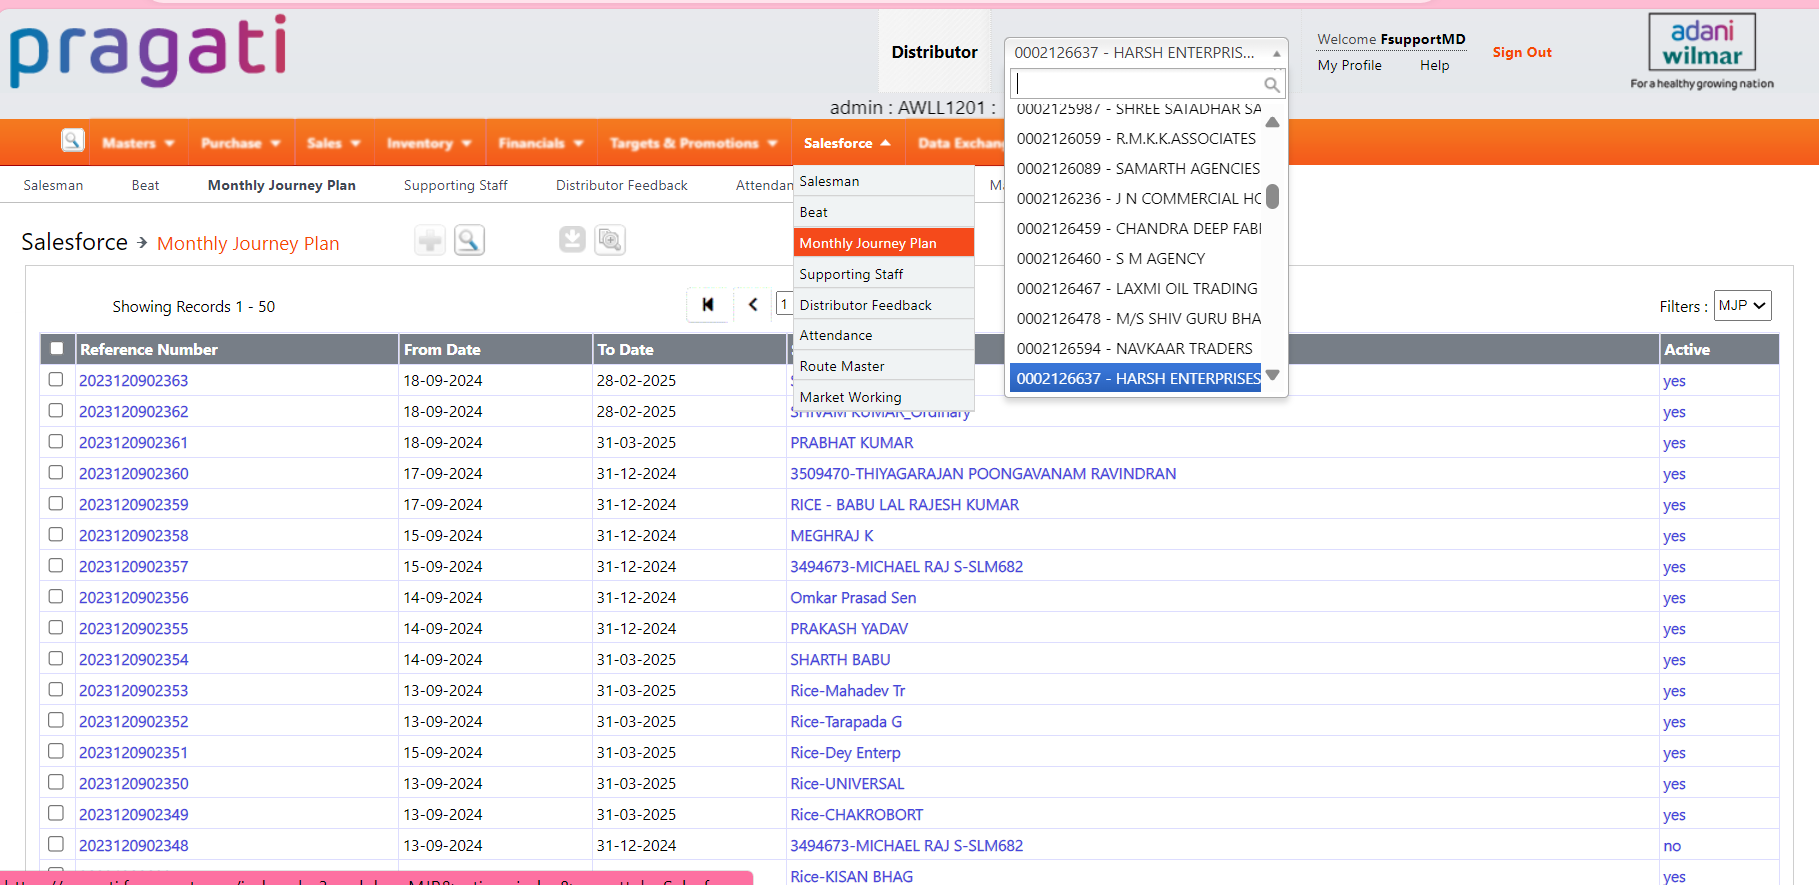 pragati
Distributor
0002126637 - HARSH ENTERPRIS...
Welcome FsupportMD
My Profile
Help
Sign Out
adani
wilmar
For a healthy growing nation
admin : AWLL1201 :
0002125987 - SHREE SATADHAR SA
0002126059 - R.M.K.K.ASSOCIATES
0002126089 - SAMARTH AGENCIES
0002126236 - J N COMMERCIAL HO
0002126459 - CHANDRA DEEP FABI
0002126460 - S M AGENCY
0002126467 - LAXMI OIL TRADING
0002126478 - M/S SHIV GURU BHA
0002126594 - NAVKAAR TRADERS
0002126637 - HARSH ENTERPRISES
Masters Purchase Sales Inventory Financials Targets & Promotions Salesforce Data Exchang
Salesman Beat Monthly Journey Plan Supporting Staff Distributor Feedback Attendan
Salesman
Beat
Monthly Journey Plan
Supporting Staff
Distributor Feedback
Attendance
Route Master
Market Working
Salesforce Monthly Journey Plan
Showing Records 1 - 50
1
Filters : MJP
Reference Number From Date To Date Active
2023120902363 18-09-2024 28-02-2025 yes
2023120902362 18-09-2024 28-02-2025 SHIVAM KUMAR_Ordinary yes
2023120902361 18-09-2024 31-03-2025 PRABHAT KUMAR yes
2023120902360 17-09-2024 31-12-2024 3509470-THIYAGARAJAN POONGAVANAM RAVINDRAN yes
2023120902359 17-09-2024 31-12-2024 RICE - BABU LAL RAJESH KUMAR yes
2023120902358 15-09-2024 31-12-2024 MEGHRAJ K yes
2023120902357 15-09-2024 31-12-2024 3494673-MICHAEL RAJ S-SLM682 yes
2023120902356 14-09-2024 31-12-2024 Omkar Prasad Sen yes
2023120902355 14-09-2024 31-12-2024 PRAKASH YADAV yes
2023120902354 14-09-2024 31-03-2025 SHARTH BABU yes
2023120902353 13-09-2024 31-03-2025 Rice-Mahadev Tr yes
2023120902352 13-09-2024 31-03-2025 Rice-Tarapada G yes
2023120902351 15-09-2024 31-03-2025 Rice-Dey Enterp yes
2023120902350 13-09-2024 31-03-2025 Rice-UNIVERSAL yes
2023120902349 13-09-2024 31-03-2025 Rice-CHAKROBORT yes
2023120902348 13-09-2024 31-12-2024 3494673-MICHAEL RAJ S-SLM682 no
Rice-KISAN BHAG yes